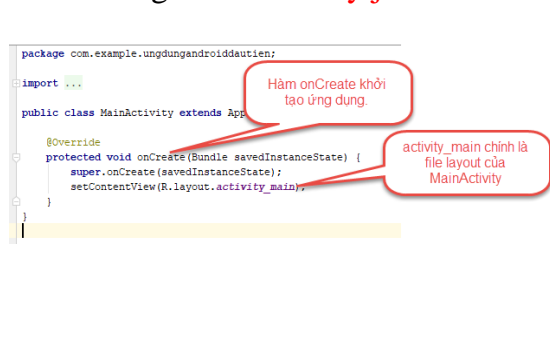 package com.example.ungdungandroiddautien;
import ...
Hàm onCreate khởi
tạo ứng dụng.
public class MainActivity extends App
@Override
protected void onCreate(Bundle savedInstanceState) {
super.onCreate(savedInstanceState);
setContentView(R.layout.activity_main);
}
}
activity_main chính là
file layout của
MainActivity